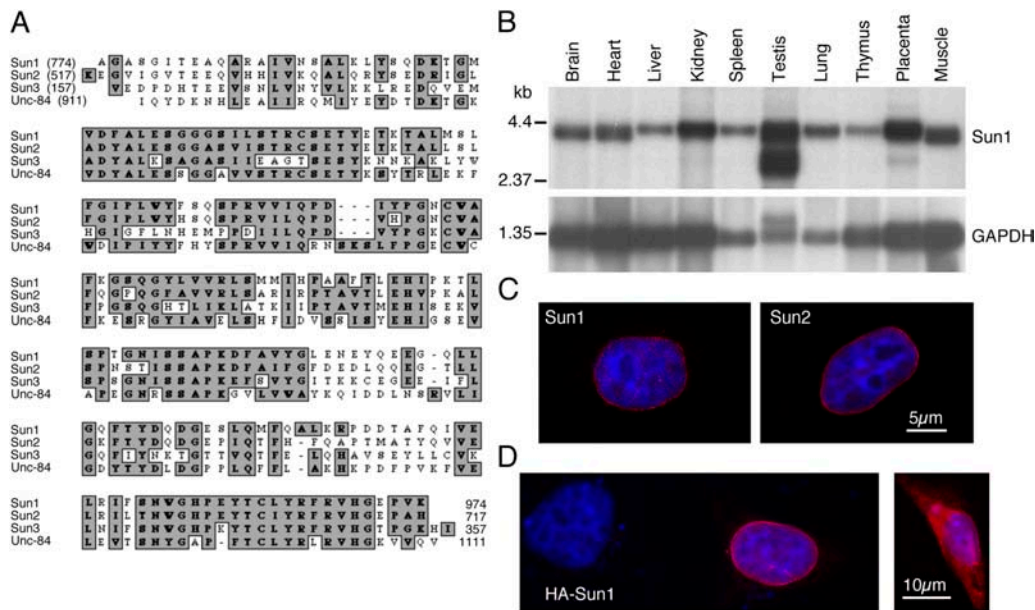 A
Sun1 (774) A G A S G I T E A Q A R A I V N S A L K L Y S Q D K T G M
Sun2 (517) K E G V I G V T E E Q V H H I V K Q A L Q R Y S E D R I G L
Sun3 (157) V E P D H T E E V S N L V N Y V L K K L R E D Q V E M
Unc-84 (911) I Q Y D K N H L E A I I R Q M I Y E Y D T D K T G K
Sun1 V D F A L E S G G G S I L S T R C S E T Y E T K T A L M S L
Sun2 A D Y A L E S G G G S I L S T R C S E T Y E T K T A L M S L
Sun3 A D Y A L K S A G A S I I E A G T S E S Y K N N K A K L Y W
Unc-84 V D Y A L E S S G G A V V S T R C S E T Y K S Y T R L E K F
Sun1 F G I P L W Y F S Q S P R V V I Q P D - - - I Y P G N C W A
Sun2 F G I P L W Y H S Q S P R V I L Q P D - - - V H P G N C W A
Sun3 H G I G F L N H E M P P D I I L Q P D - - - V Y P G K C W A
Unc-84 W D I P I Y Y F H Y S P R V V I Q R N S K S L F P G E C W C
Sun1 F K G S Q G Y L V V R L S M M I H P A A F T L E H I P K T L
Sun2 F Q G P Q G F A V V R L S A R I R P T A V T L E H V P K A L
Sun3 F P G S Q G H T L I K L A T K I I P T A V T M E H I S E K V
Unc-84 F K E S R G Y I A V E L S H F I D V S S I S Y E H I G S E V
Sun1 S P T G N I S S A P K D F A V Y G L E N E Y Q E E G - Q L L
Sun2 S P N S T I S S A P K D F A I F G F D E D L Q Q E G - T L L
Sun3 S P S G N I S S A P K E F S V Y G I T K K C E G E E - I F L
Unc-84 A P E G N R S S A P K G V L V W A Y K Q I D D L N S R V L I
Sun1 G Q F T Y D Q D G E S L Q M F Q A L K R P D D T A F Q I V E
Sun2 G K F T Y D Q D G E P I Q T F H - F Q A P T M A T Y Q V V E
Sun3 G Q F I Y N K T G T T V Q T F E - L Q H A V S E Y L L C V K
Unc-84 G D Y T Y D L D G P P L Q F F L - A K H K P D F P V K F V E
Sun1 L R I F S N W G H P E Y T C L Y R F R V H G E P V K 974
Sun2 L R I L T N W G H P E Y T C L Y R F R V H G E P A H 717
Sun3 L K I F S N W G H P K Y T C L Y R F R V H G T P G K H I 357
Unc-84 L E V T S N Y G A P - F T C L Y R L R V H G K V V Q V 1111
B
Brain Heart Liver Kidney Spleen Testis Lung Thymus Placenta Muscle
kb
4.4
Sun1
2.37
1.35
GAPDH
C
Sun1 Sun2
5µm
D
HA-Sun1
10µm